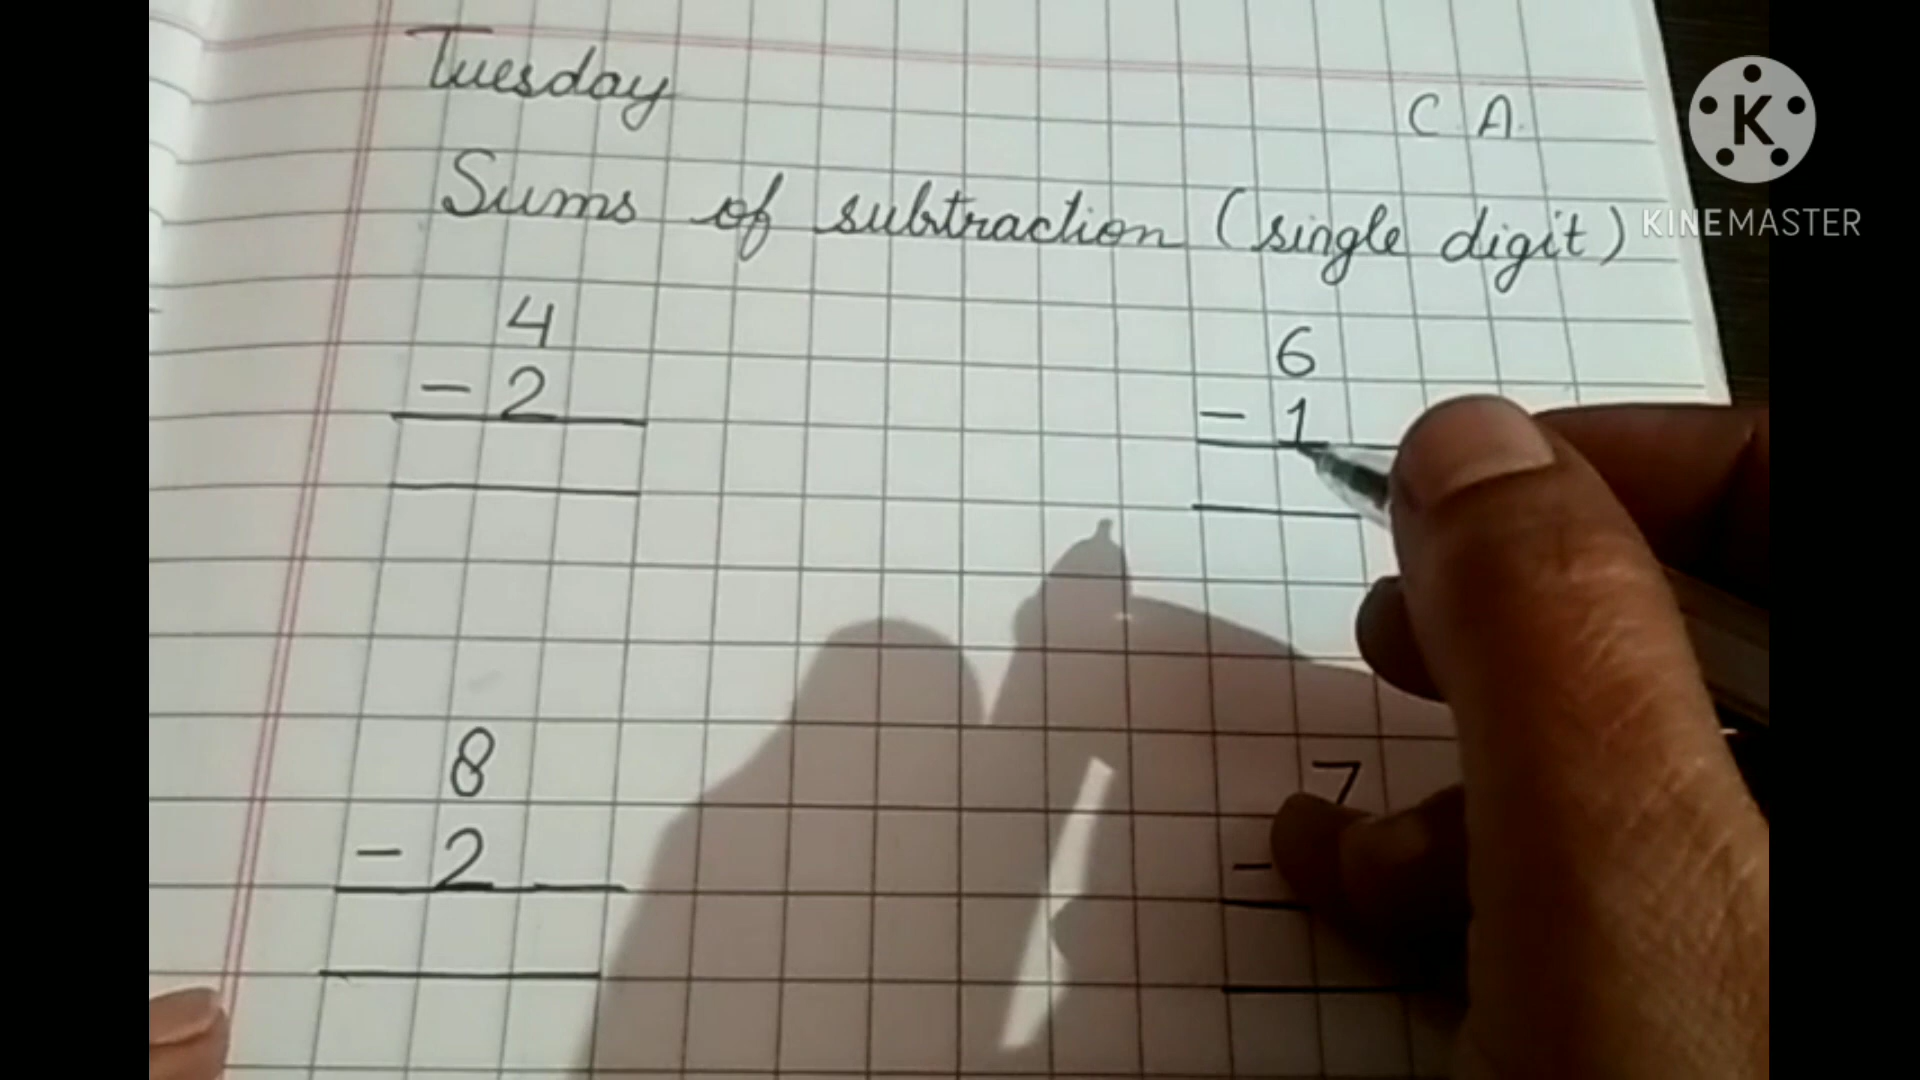 Tuesday
C A.
Sums of subtraction (single digit)
4
- 2
6
- 1
8
- 2
7
-
K
KINEMASTER